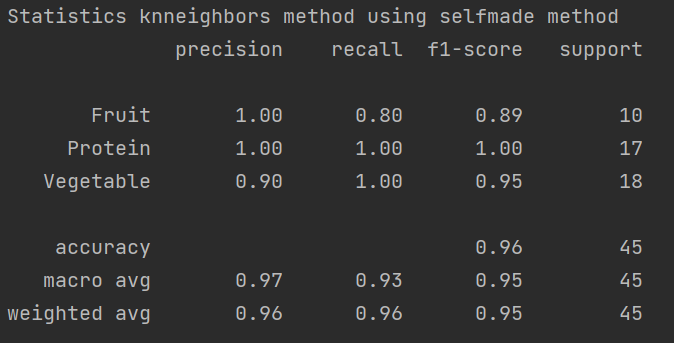 Statistics knneighbors method using selfmade method
precision recall f1-score support
Fruit 1.00 0.80 0.89 10
Protein 1.00 1.00 1.00 17
Vegetable 0.90 1.00 0.95 18
accuracy 0.96 45
macro avg 0.97 0.93 0.95 45
weighted avg 0.96 0.96 0.95 45